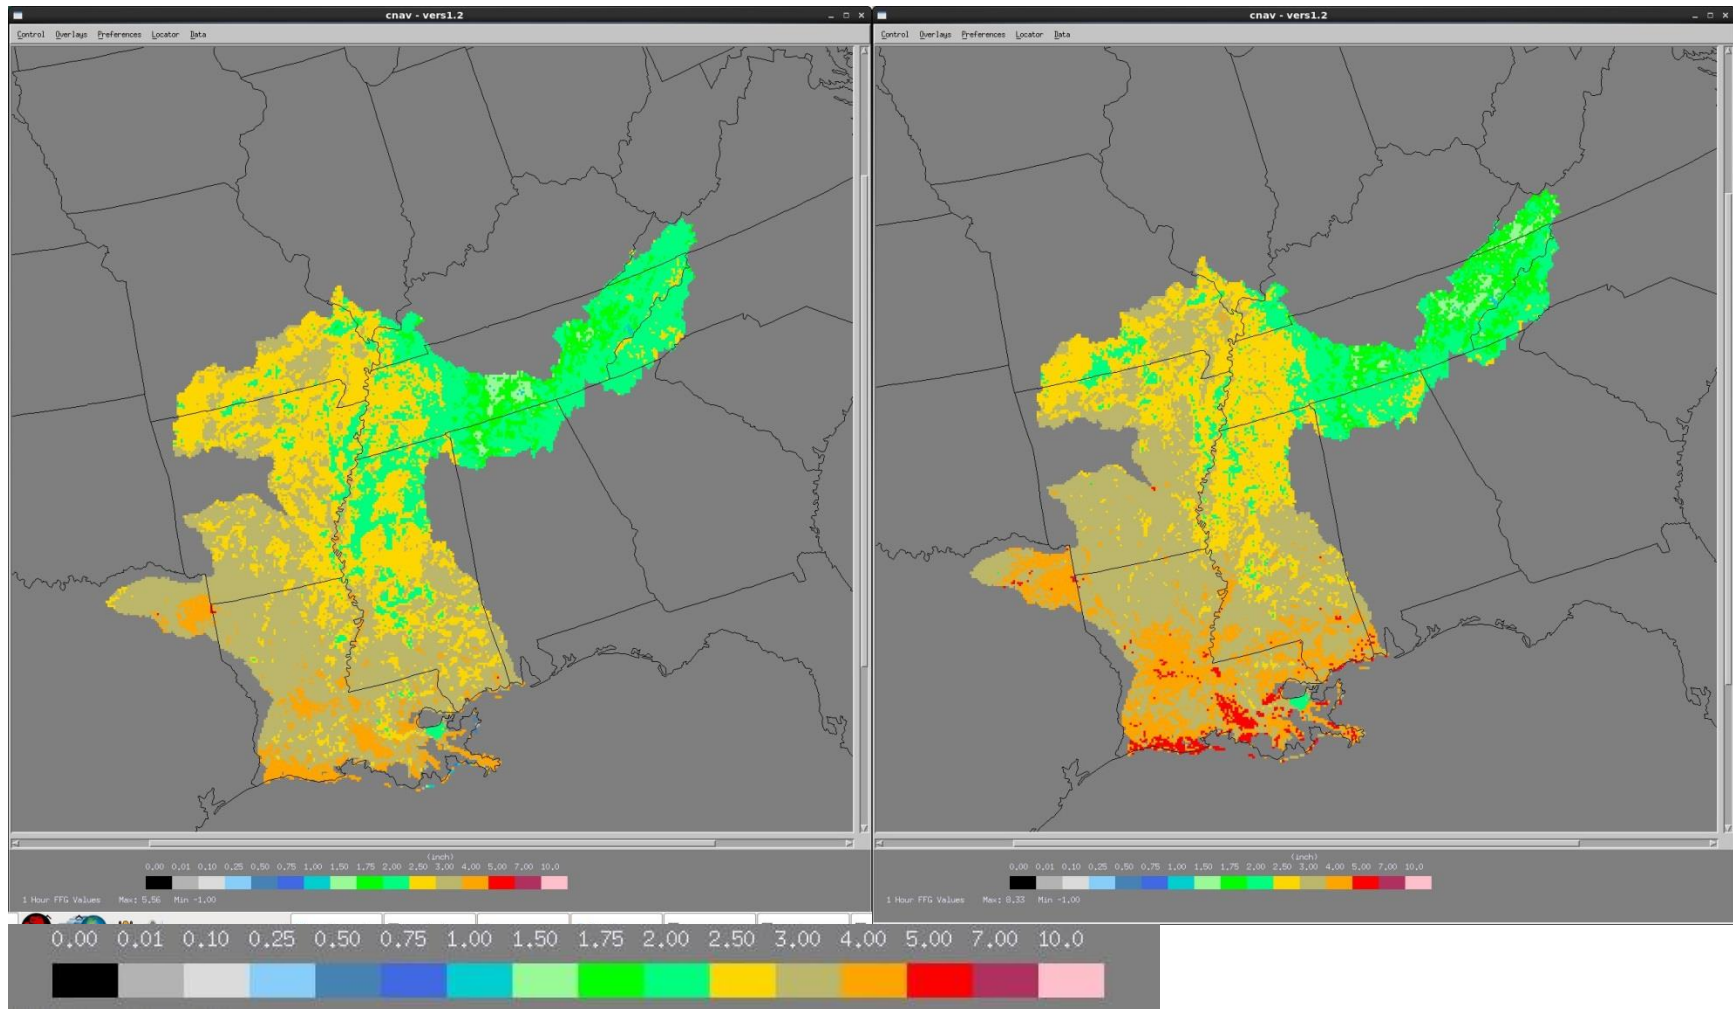 cnav - vers1.2
Control Overlays Preferences Locator Data
(inch)
0.00 0.01 0.10 0.25 0.50 0.75 1.00 1.50 1.75 2.00 2.50 3.00 4.00 5.00 7.00 10.0
1 Hour FFG Values Max: 5.56 Min -1.00
cnav - vers1.2
Control Overlays Preferences Locator Data
(inch)
0.00 0.01 0.10 0.25 0.50 0.75 1.00 1.50 1.75 2.00 2.50 3.00 4.00 5.00 7.00 10.0
1 Hour FFG Values Max: 8.33 Min -1.00
0.00 0.01 0.10 0.25 0.50 0.75 1.00 1.50 1.75 2.00 2.50 3.00 4.00 5.00 7.00 10.0